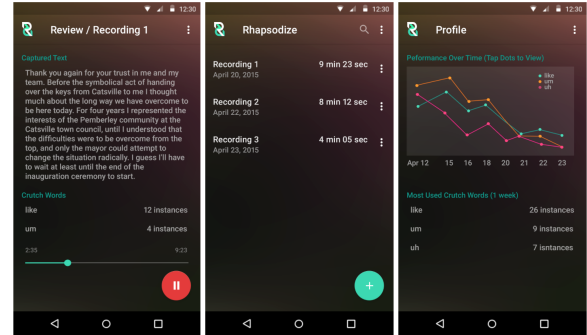 12:30
Review / Recording 1
Captured Text
Thank you again for your trust in me and my
team. Before the symbolical act of handing
over the keys from Catsville to me I thought
much about the long way we have overcome to
be here today. For four years I represented the
interests of the Pemberley community at the
Catsville town council, until I understood that
the difficulties were to be overcome from the
top, and only the mayor could attempt to
change the situation radically. I guess I'll have
to wait at least until the end of the
inauguration ceremony to start.
Crutch Words
like 12 instances
um 4 instances
2:35 9:23
12:30
Rhapsodize
Recording 1 9 min 23 sec
April 20, 2015
Recording 2 8 min 12 sec
April 22, 2015
Recording 3 4 min 05 sec
April 23, 2015
12:30
Profile
Peformance Over Time (Tap Dots to View)
like
um
uh
Apr 12 15 16 18 20 21 22 23
Most Used Crutch Words (1 week)
like 26 instances
um 9 instances
uh 7 isntances